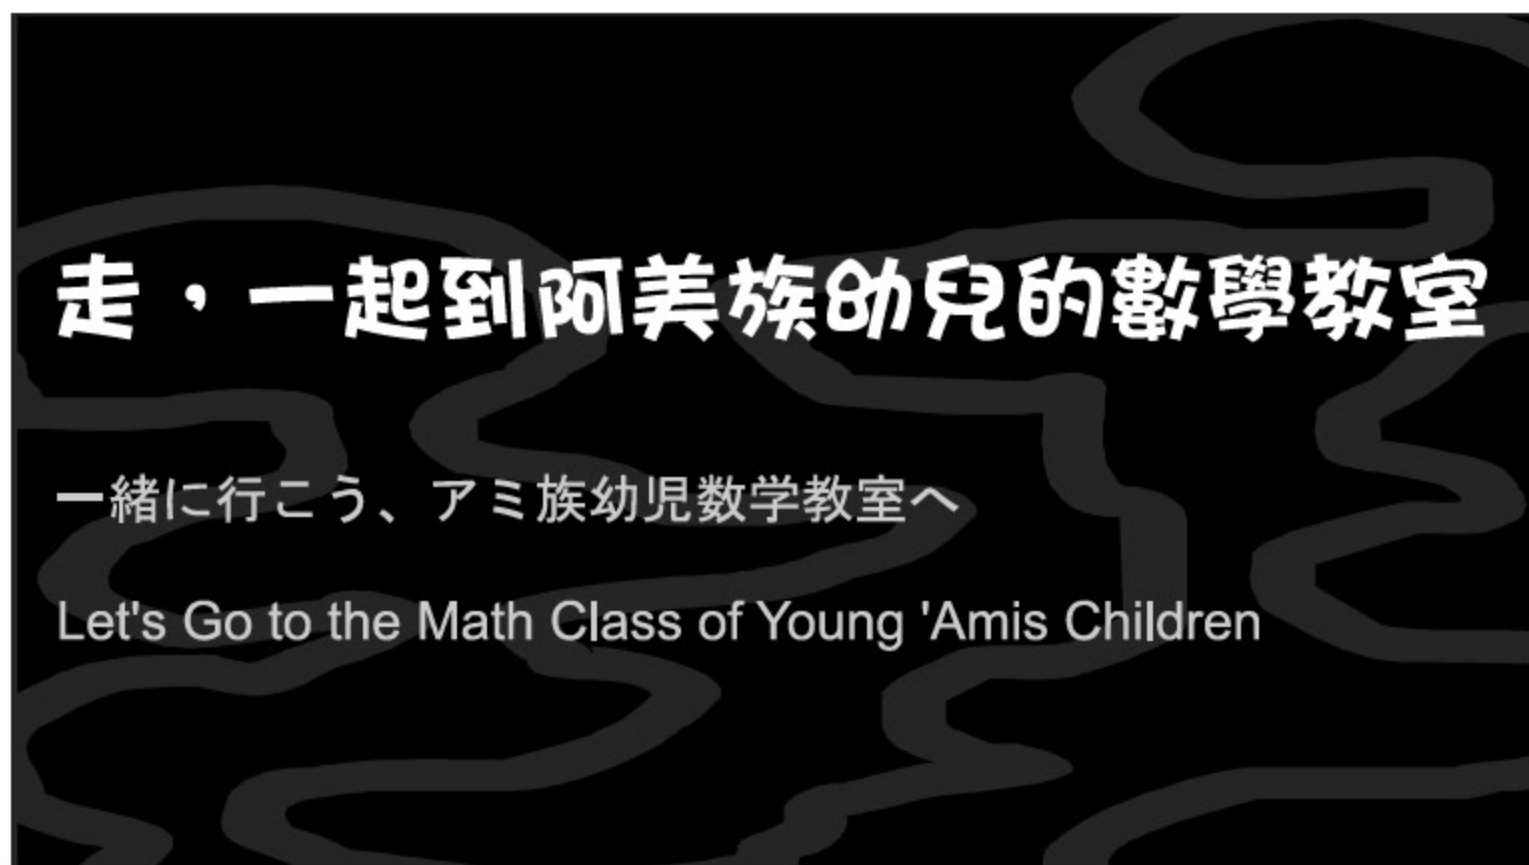 走，一起到阿美族幼兒的數學教室
一緒に行こう、アミ族幼児数学教室へ
Let's Go to the Math Class of Young 'Amis Children